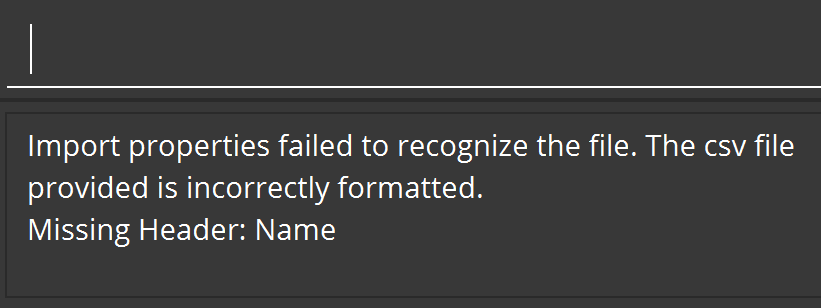 Import properties failed to recognize the file. The csv file
provided is incorrectly formatted.
Missing Header: Name